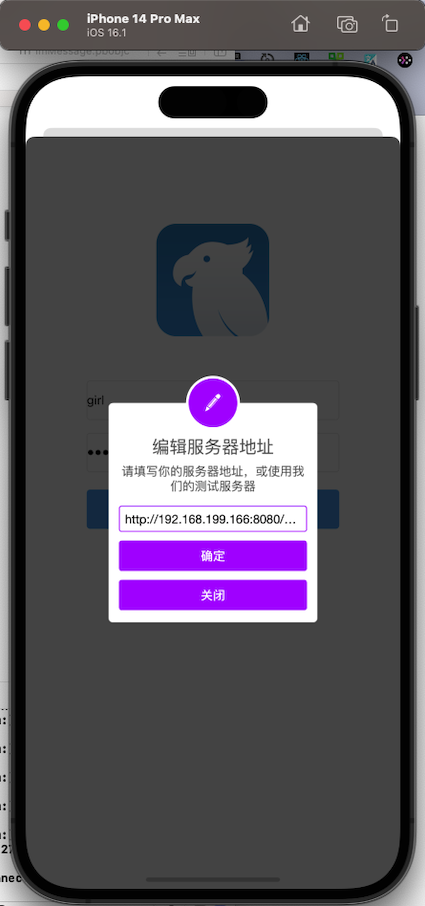 iPhone 14 Pro Max
iOS 16.1
girl
编辑服务器地址
请填写你的服务器地址，或使用我
们的测试服务器
http://192.168.199.166:8080/...
确定
关闭
27
nnec